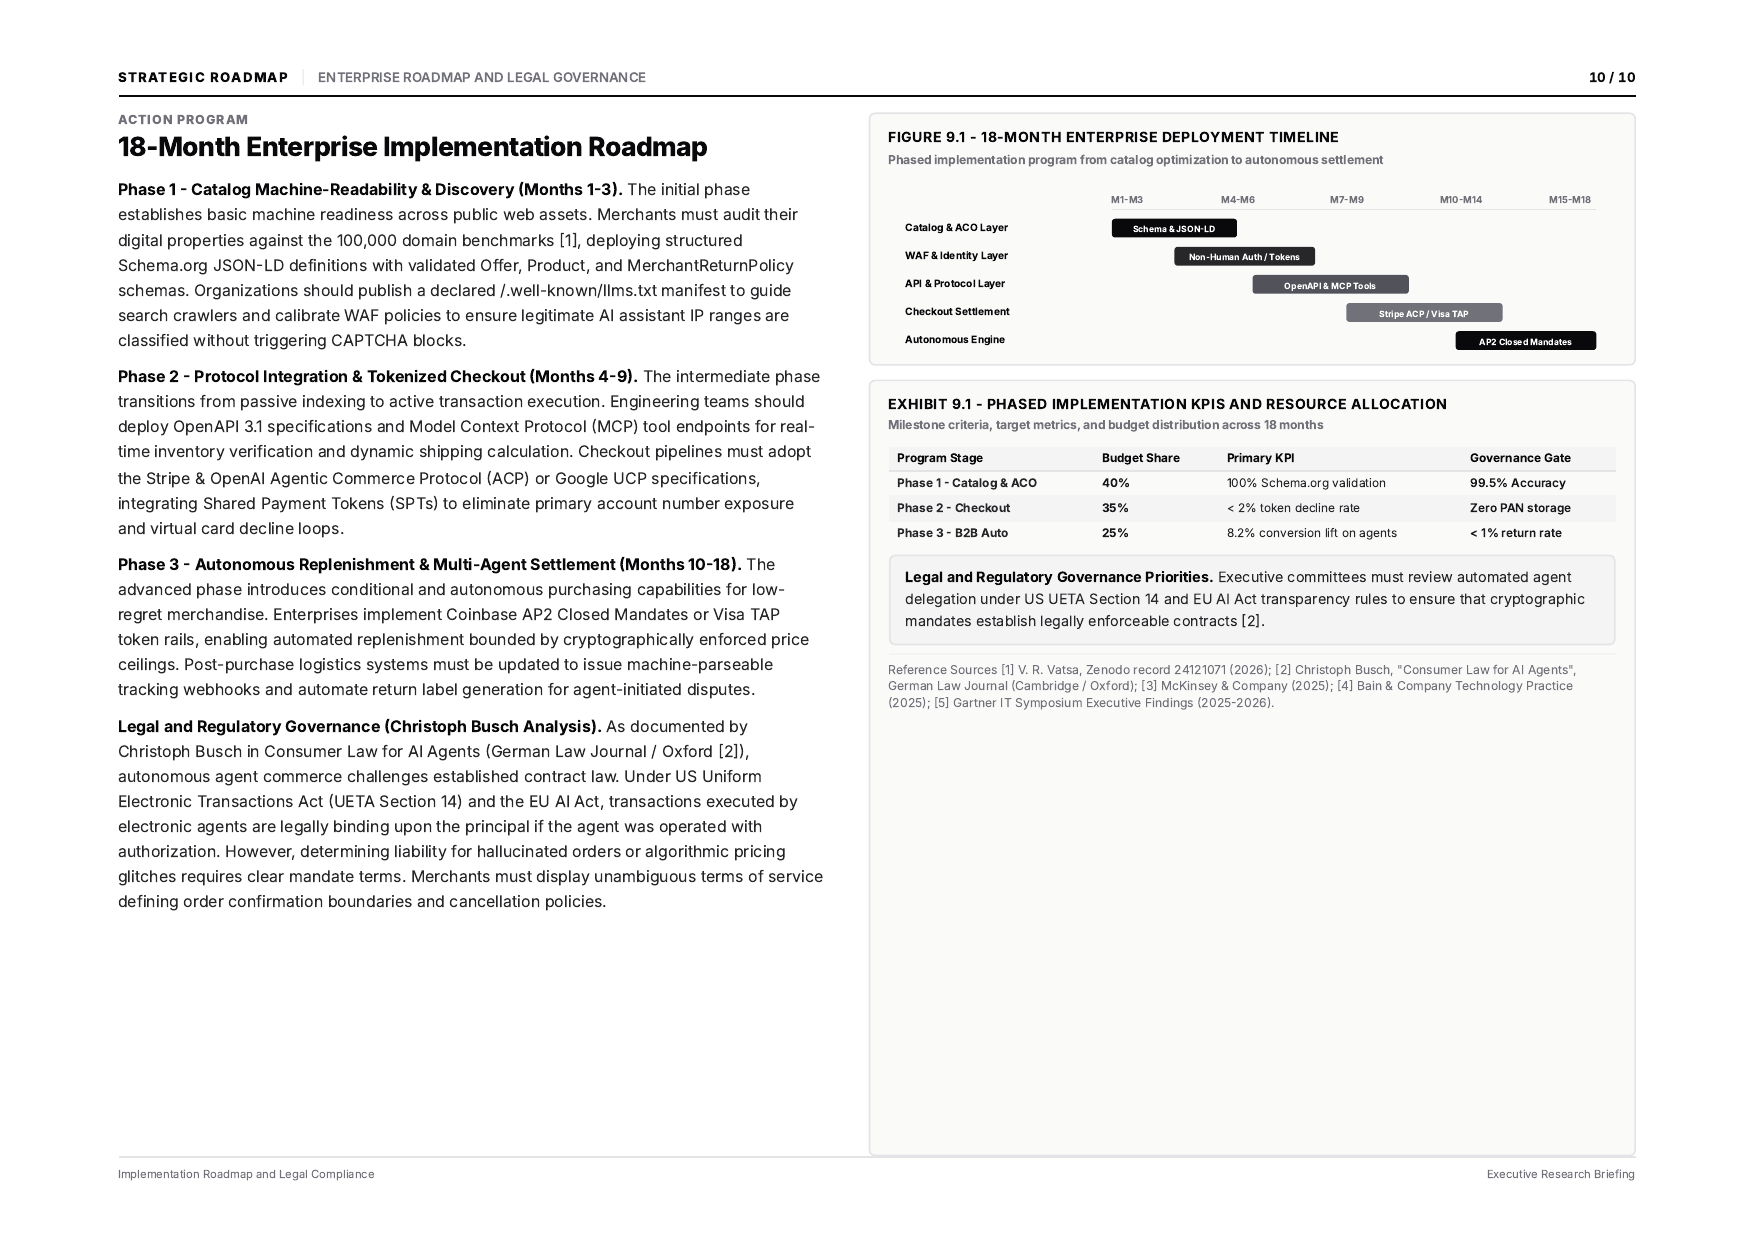 STRATEGIC ROADMAP
ENTERPRISE ROADMAP AND LEGAL GOVERNANCE
10 / 10
ACTION PROGRAM
18-Month Enterprise Implementation Roadmap
Phase 1 - Catalog Machine-Readability & Discovery (Months 1-3). The initial phase
establishes basic machine readiness across public web assets. Merchants must audit their
digital properties against the 100,000 domain benchmarks [1], deploying structured
Schema.org JSON-LD definitions with validated Offer, Product, and MerchantReturnPolicy
schemas. Organizations should publish a declared /.well-known/llms.txt manifest to guide
search crawlers and calibrate WAF policies to ensure legitimate AI assistant IP ranges are
classified without triggering CAPTCHA blocks.
Phase 2 - Protocol Integration & Tokenized Checkout (Months 4-9). The intermediate phase
transitions from passive indexing to active transaction execution. Engineering teams should
deploy OpenAPI 3.1 specifications and Model Context Protocol (MCP) tool endpoints for real-
time inventory verification and dynamic shipping calculation. Checkout pipelines must adopt
the Stripe & OpenAI Agentic Commerce Protocol (ACP) or Google UCP specifications,
integrating Shared Payment Tokens (SPTs) to eliminate primary account number exposure
and virtual card decline loops.
Phase 3 - Autonomous Replenishment & Multi-Agent Settlement (Months 10-18). The
advanced phase introduces conditional and autonomous purchasing capabilities for low-
regret merchandise. Enterprises implement Coinbase AP2 Closed Mandates or Visa TAP
token rails, enabling automated replenishment bounded by cryptographically enforced price
ceilings. Post-purchase logistics systems must be updated to issue machine-parseable
tracking webhooks and automate return label generation for agent-initiated disputes.
Legal and Regulatory Governance (Christoph Busch Analysis). As documented by
Christoph Busch in Consumer Law for AI Agents (German Law Journal / Oxford [2]),
autonomous agent commerce challenges established contract law. Under US Uniform
Electronic Transactions Act (UETA Section 14) and the EU AI Act, transactions executed by
electronic agents are legally binding upon the principal if the agent was operated with
authorization. However, determining liability for hallucinated orders or algorithmic pricing
glitches requires clear mandate terms. Merchants must display unambiguous terms of service
defining order confirmation boundaries and cancellation policies.
FIGURE 9.1 - 18-MONTH ENTERPRISE DEPLOYMENT TIMELINE
Phased implementation program from catalog optimization to autonomous settlement
M1-M3 M4-M6 M7-M9 M10-M14 M15-M18
Catalog & ACO Layer Schema & JSON-LD
WAF & Identity Layer Non-Human Auth / Tokens
API & Protocol Layer OpenAPI & MCP Tools
Checkout Settlement Stripe ACP / Visa TAP
Autonomous Engine AP2 Closed Mandates
EXHIBIT 9.1 - PHASED IMPLEMENTATION KPIS AND RESOURCE ALLOCATION
Milestone criteria, target metrics, and budget distribution across 18 months
Program Stage Budget Share Primary KPI Governance Gate
Phase 1 - Catalog & ACO 40% 100% Schema.org validation 99.5% Accuracy
Phase 2 - Checkout 35% < 2% token decline rate Zero PAN storage
Phase 3 - B2B Auto 25% 8.2% conversion lift on agents < 1% return rate
Legal and Regulatory Governance Priorities. Executive committees must review automated agent
delegation under US UETA Section 14 and EU AI Act transparency rules to ensure that cryptographic
mandates establish legally enforceable contracts [2].
Reference Sources [1] V. R. Vatsa, Zenodo record 24121071 (2026); [2] Christoph Busch, "Consumer Law for AI Agents",
German Law Journal (Cambridge / Oxford); [3] McKinsey & Company (2025); [4] Bain & Company Technology Practice
(2025); [5] Gartner IT Symposium Executive Findings (2025-2026).
Implementation Roadmap and Legal Compliance
Executive Research Briefing